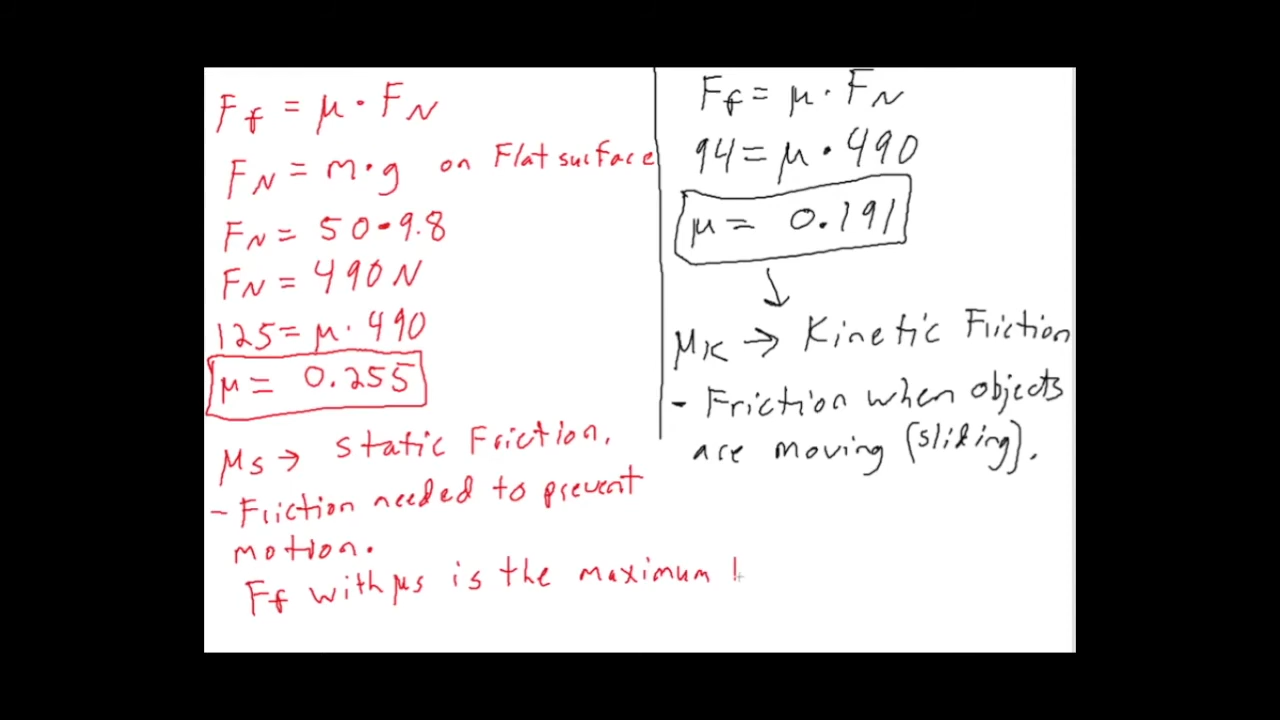 Ff = μ · FN
FN = m · g on Flat surface
FN = 50 · 9.8
FN = 490 N
125 = μ · 490
μ = 0.255
μs → static Friction.
- Friction needed to prevent
motion.
Ff with μs is the maximum
Ff = μ · FN
94 = μ · 490
μ = 0.191
↓
μK → Kinetic Friction
- Friction when objects
are moving (sliding).